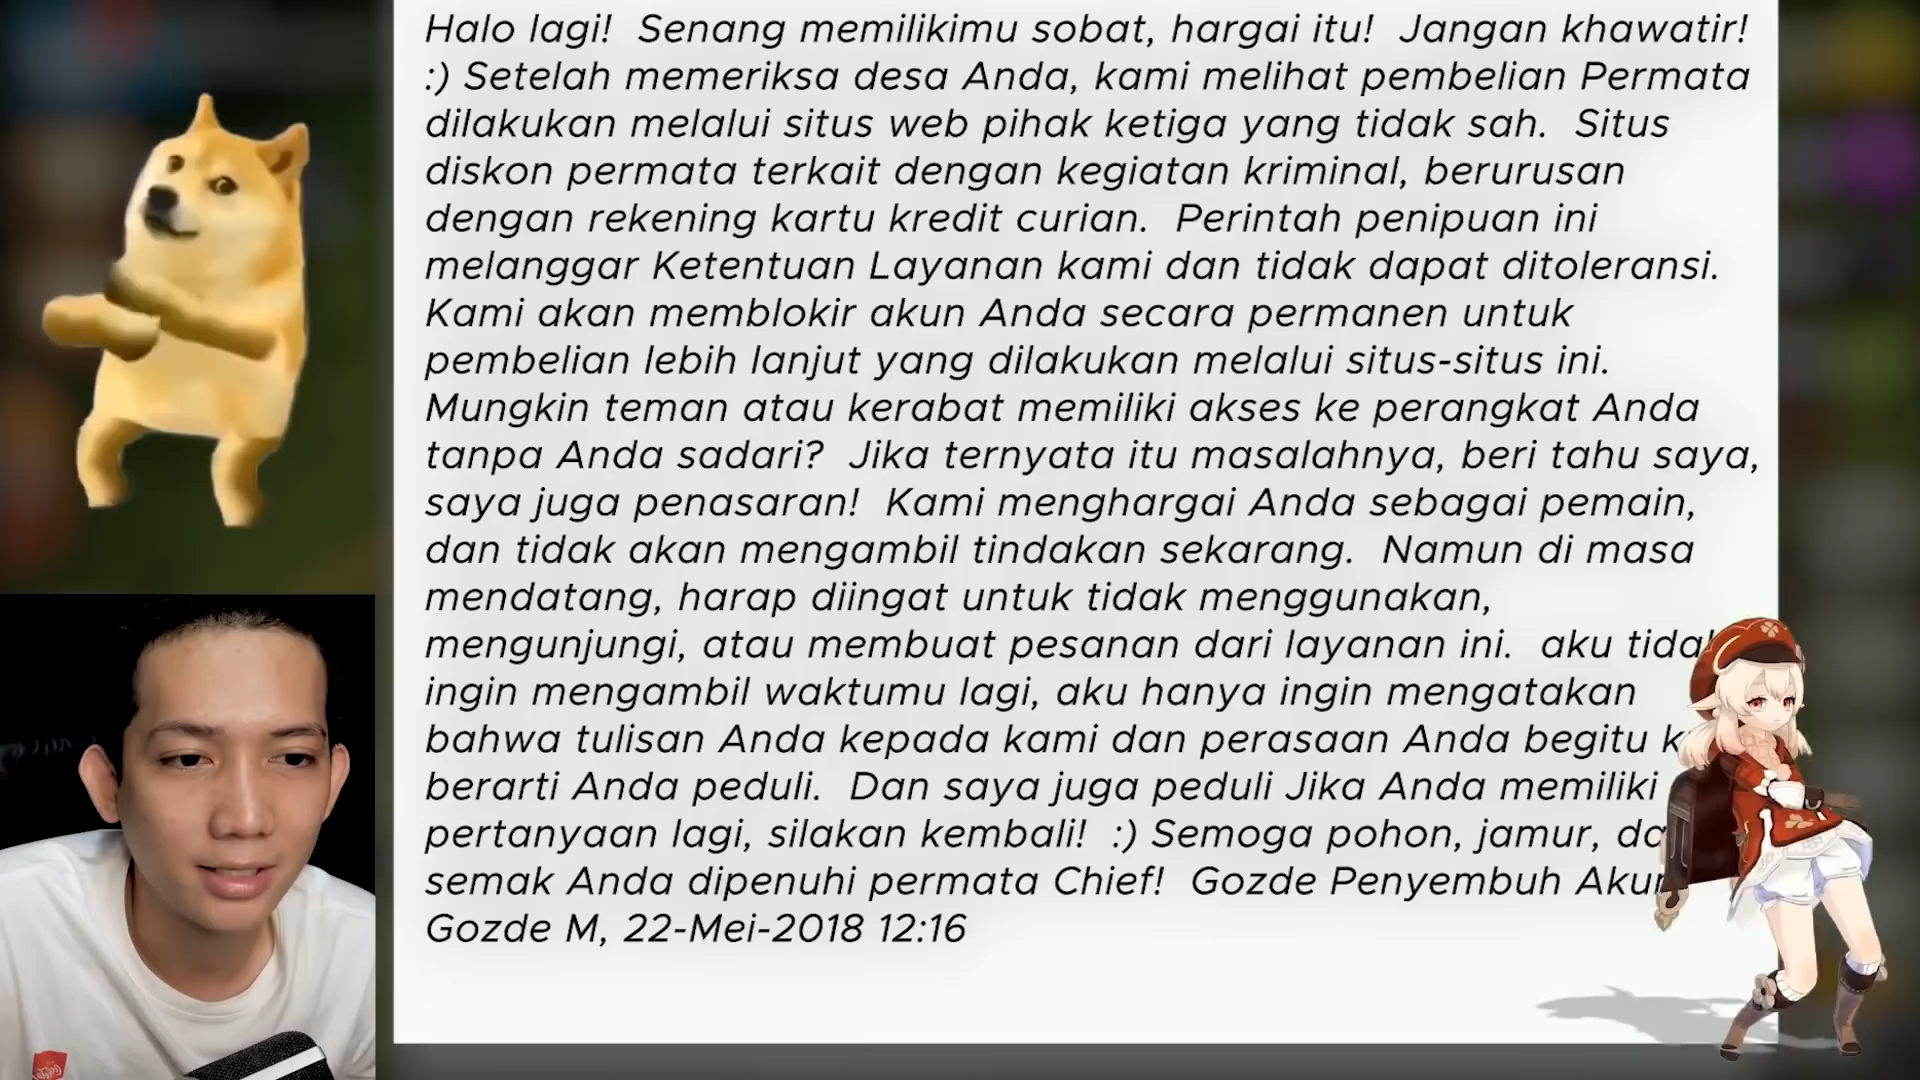 Halo lagi!  Senang memilikimu sobat, hargai itu!  Jangan khawatir!
:) Setelah memeriksa desa Anda, kami melihat pembelian Permata
dilakukan melalui situs web pihak ketiga yang tidak sah.  Situs
diskon permata terkait dengan kegiatan kriminal, berurusan
dengan rekening kartu kredit curian.  Perintah penipuan ini
melanggar Ketentuan Layanan kami dan tidak dapat ditoleransi.
Kami akan memblokir akun Anda secara permanen untuk
pembelian lebih lanjut yang dilakukan melalui situs-situs ini.
Mungkin teman atau kerabat memiliki akses ke perangkat Anda
tanpa Anda sadari?  Jika ternyata itu masalahnya, beri tahu saya,
saya juga penasaran!  Kami menghargai Anda sebagai pemain,
dan tidak akan mengambil tindakan sekarang.  Namun di masa
mendatang, harap diingat untuk tidak menggunakan,
mengunjungi, atau membuat pesanan dari layanan ini.  aku tidak
ingin mengambil waktumu lagi, aku hanya ingin mengatakan
bahwa tulisan Anda kepada kami dan perasaan Anda begitu
berarti Anda peduli.  Dan saya juga peduli Jika Anda memiliki
pertanyaan lagi, silakan kembali!  :) Semoga pohon, jamur,
semak Anda dipenuhi permata Chief!  Gozde Penyembuh Akun
Gozde M, 22-Mei-2018 12:16